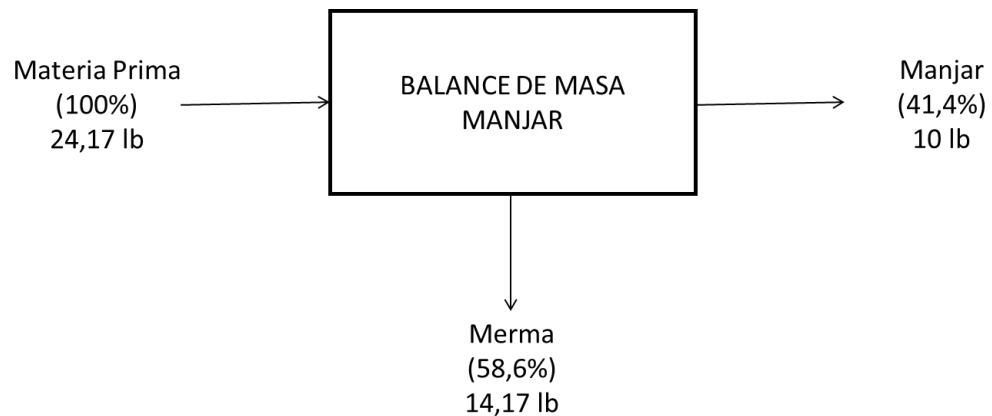 Materia Prima
(100%)
24,17 lb
BALANCE DE MASA
MANJAR
Manjar
(41,4%)
10 lb
Merma
(58,6%)
14,17 lb